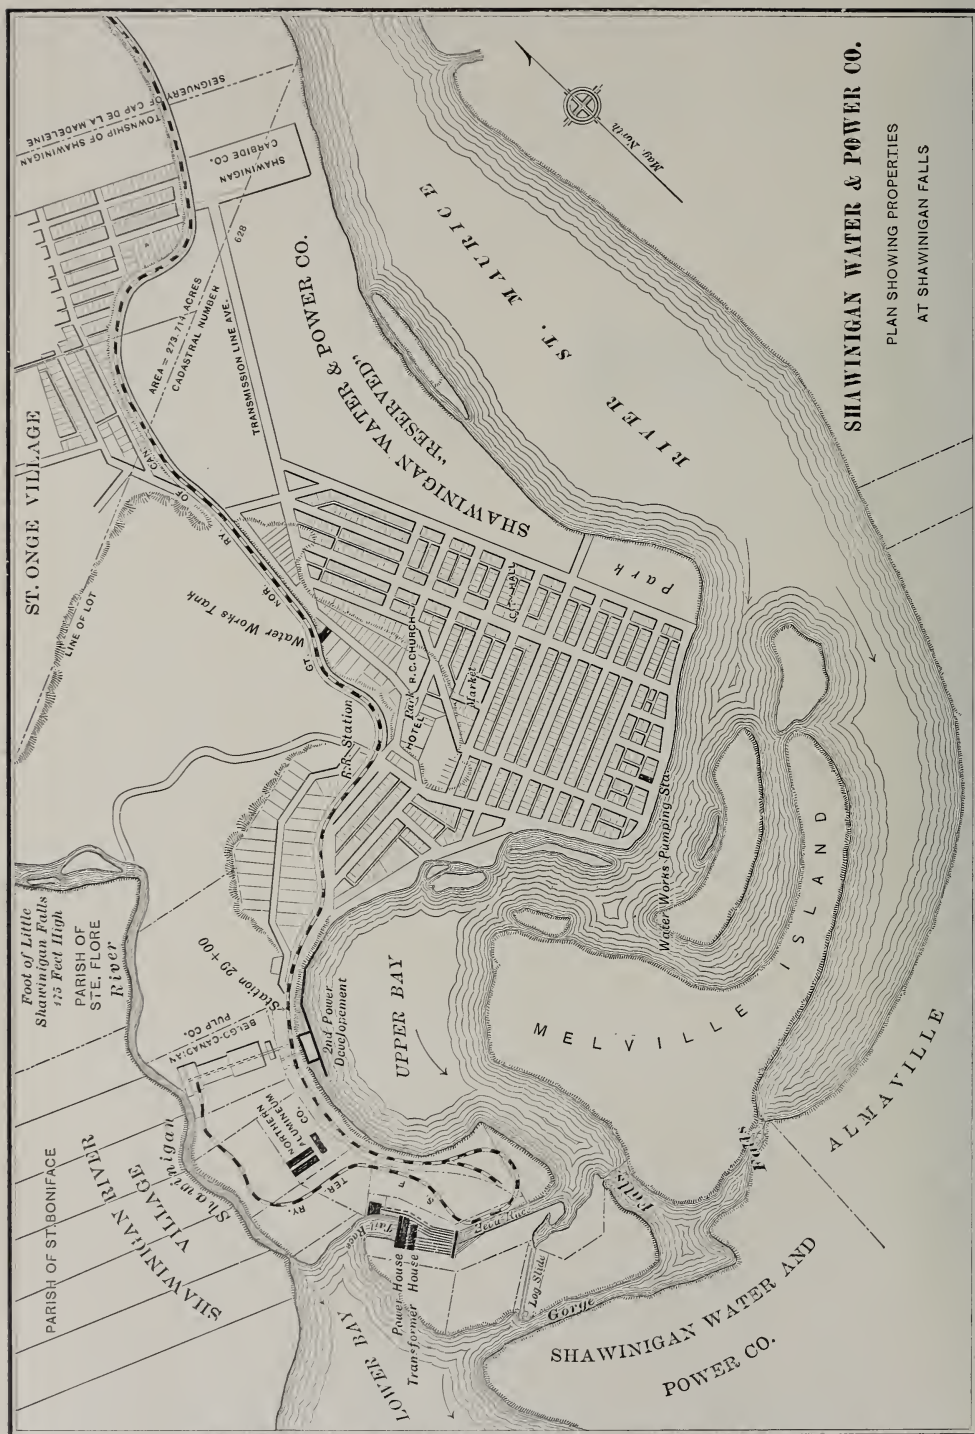 SHAWINIGAN WATER & POWER CO.
PLAN SHOWING PROPERTIES
AT SHAWINIGAN FALLS
TOWNSHIP OF SHAWINIGAN
SEIGNUERY OF CAP DE LA MADELEINE
SHAWINIGAN
CARBIDE CO.
Mag. North
RIVER ST. MAURICE
ST. ONGE VILLAGE
AREA = 273,714 ACRES
CADASTRAL NUMBER 628
TRANSMISSION LINE AVE.
SHAWINIGAN WATER & POWER CO.
"RESERVED"
LINE OF LOT
GT. NOR. RY. OF CAN.
Water Works Tank
R.R. Station
Park
HOTEL
R.C. CHURCH
Market
HALL
Park
Water Works Pumping Sta.
Foot of Little
Shawinigan Falls
75 Feet High
PARISH OF
STE. FLORE
River
Station 29+00
BELGO-CANADIAN
PULP CO.
2nd Power
Developement
UPPER BAY
MELVILLE ISLAND
NORTHERN
ALUMINEUM
CO.
PARISH OF ST. BONIFACE
SHAWINIGAN RIVER
VILLAGE
Shawinigan
S. F. TER. RY.
Tail Race
Power House
Transformer House
Log Slide
Gorge
Falls
Falls
LOWER BAY
ALMAVILLE
SHAWINIGAN WATER AND
POWER CO.